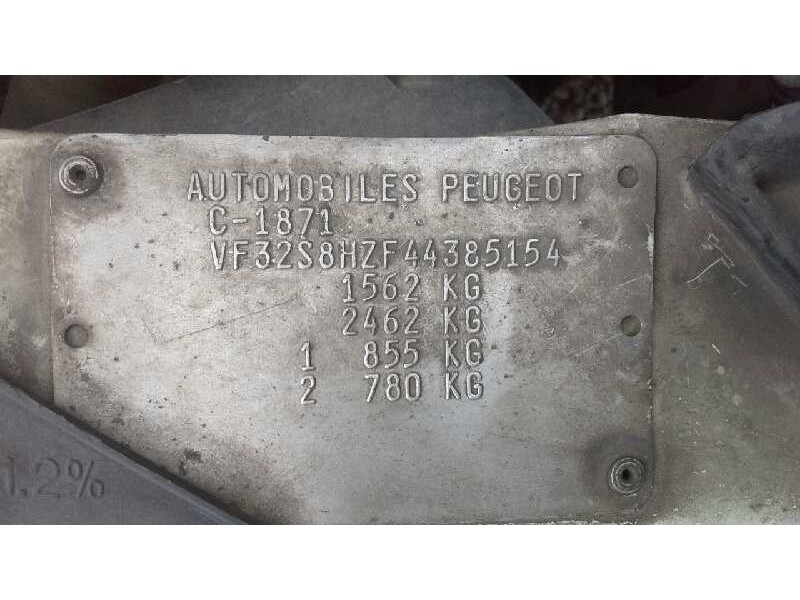 AUTOMOBILES PEUGEOT
C-1871
VF32S8HZF44385154
1562 KG
2462 KG
1 855 KG
2 780 KG
1.2%